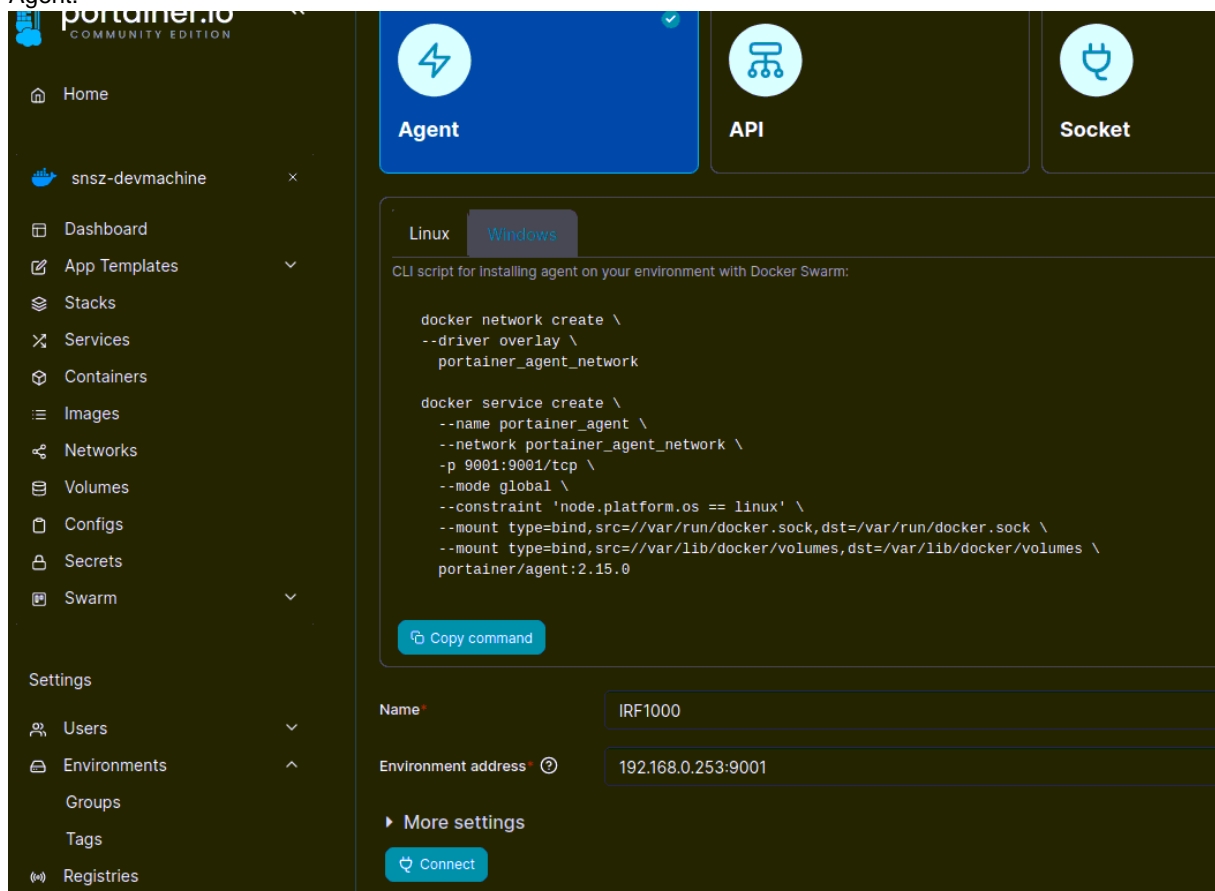 Agent.
portainer.io
COMMUNITY EDITION
Home
snsz-devmachine
Dashboard
App Templates
Stacks
Services
Containers
Images
Networks
Volumes
Configs
Secrets
Swarm
Settings
Users
Environments
Groups
Tags
Registries
Agent
API
Socket
Linux
Windows
CLI script for installing agent on your environment with Docker Swarm:
docker network create \
--driver overlay \
portainer_agent_network
docker service create \
--name portainer_agent \
--network portainer_agent_network \
-p 9001:9001/tcp \
--mode global \
--constraint 'node.platform.os == linux' \
--mount type=bind,src=//var/run/docker.sock,dst=/var/run/docker.sock \
--mount type=bind,src=//var/lib/docker/volumes,dst=/var/lib/docker/volumes \
portainer/agent:2.15.0
Copy command
Name* IRF1000
Environment address* 192.168.0.253:9001
More settings
Connect